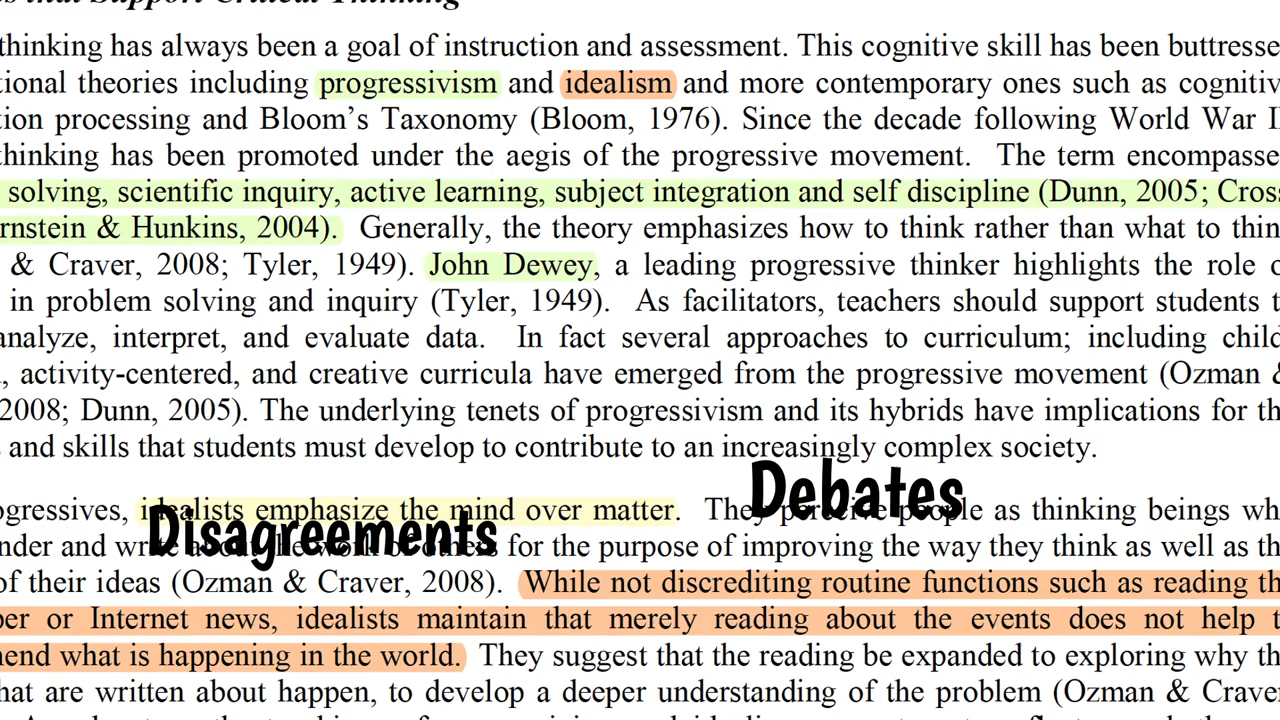 that Support Critical Thinking
thinking has always been a goal of instruction and assessment. This cognitive skill has been buttresse
tional theories including progressivism and idealism and more contemporary ones such as cognitiv
tion processing and Bloom's Taxonomy (Bloom, 1976). Since the decade following World War I
thinking has been promoted under the aegis of the progressive movement. The term encompasse
solving, scientific inquiry, active learning, subject integration and self discipline (Dunn, 2005; Cros
rnstein & Hunkins, 2004). Generally, the theory emphasizes how to think rather than what to thin
& Craver, 2008; Tyler, 1949). John Dewey, a leading progressive thinker highlights the role o
in problem solving and inquiry (Tyler, 1949). As facilitators, teachers should support students t
analyze, interpret, and evaluate data. In fact several approaches to curriculum; including child
, activity-centered, and creative curricula have emerged from the progressive movement (Ozman &
2008; Dunn, 2005). The underlying tenets of progressivism and its hybrids have implications for th
and skills that students must develop to contribute to an increasingly complex society.
Debates
ogressives, idealists emphasize the mind over matter. They perceive people as thinking beings wh
Disagreements
nder and write about the work of others for the purpose of improving the way they think as well as th
of their ideas (Ozman & Craver, 2008). While not discrediting routine functions such as reading th
per or Internet news, idealists maintain that merely reading about the events does not help t
hend what is happening in the world. They suggest that the reading be expanded to exploring why th
hat are written about happen, to develop a deeper understanding of the problem (Ozman & Crave